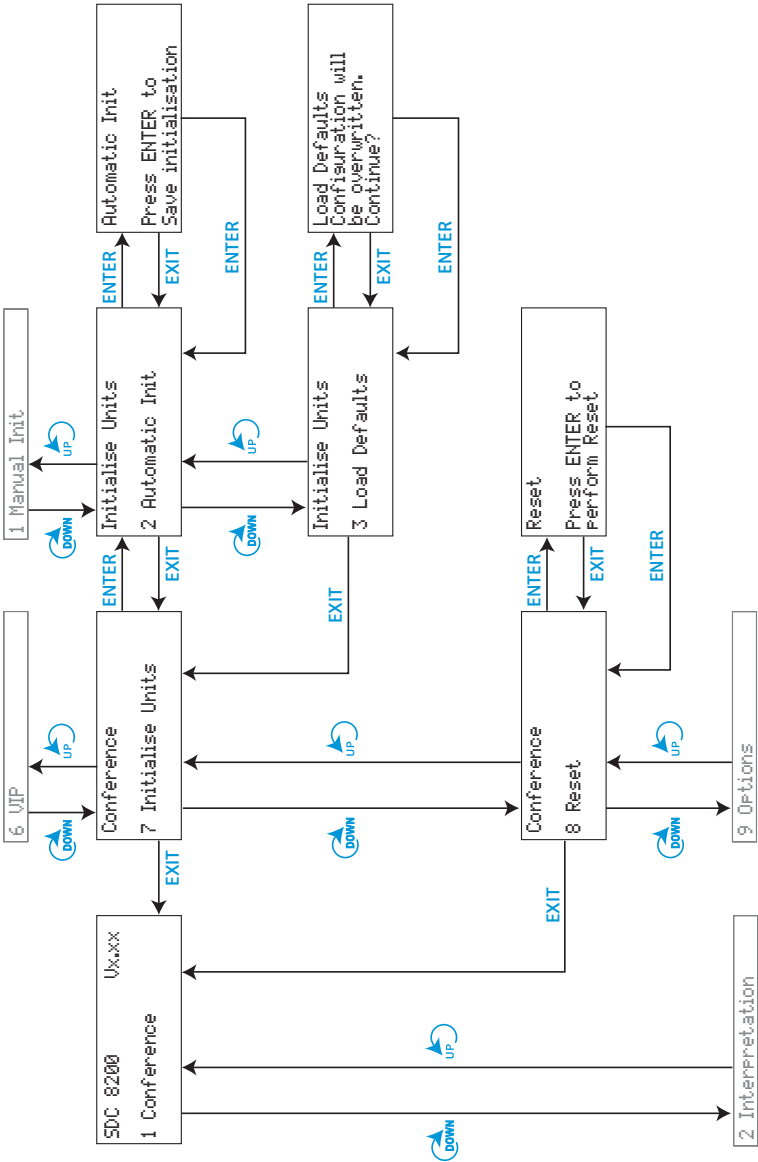 6 VIP
1 Manual Init
DOWN
UP
DOWN
UP
SDC 8200 Vx.xx
1 Conference
EXIT
Conference
7 Initialise Units
ENTER
EXIT
Initialise Units
2 Automatic Init
ENTER
EXIT
Automatic Init
Press ENTER to
Save initialisation
ENTER
DOWN
UP
DOWN
UP
EXIT
Initialise Units
3 Load Defaults
ENTER
EXIT
Load Defaults
Configuration will
be overwritten.
Continue?
ENTER
DOWN
UP
EXIT
Conference
8 Reset
ENTER
EXIT
Reset
Press ENTER to
perform Reset
ENTER
DOWN
UP
2 Interpretation
9 Options